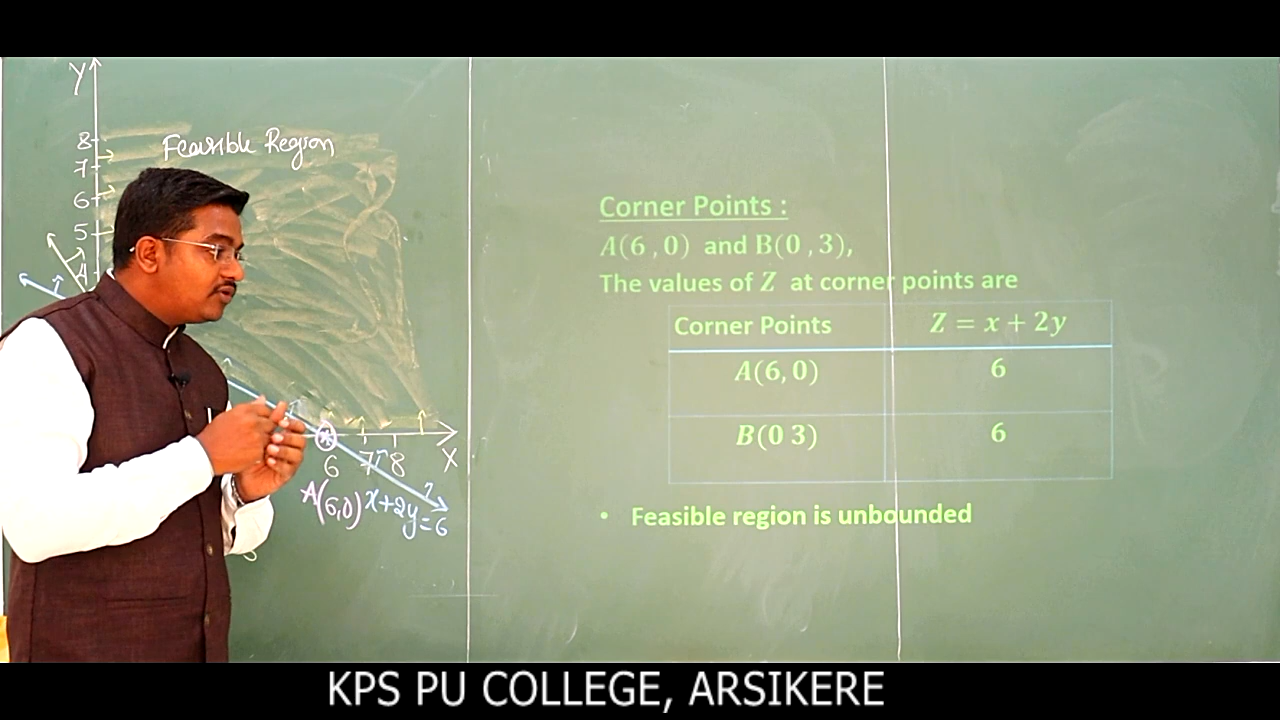 Y
8
Feasible Region
7
6
5
4
6 7 8 X
A(6,0) x+2y=6
Corner Points :
A(6 , 0) and B(0 , 3),
The values of Z at corner points are
Corner Points Z = x + 2y
A(6, 0) 6
B(0 3) 6
• Feasible region is unbounded
KPS PU COLLEGE, ARSIKERE